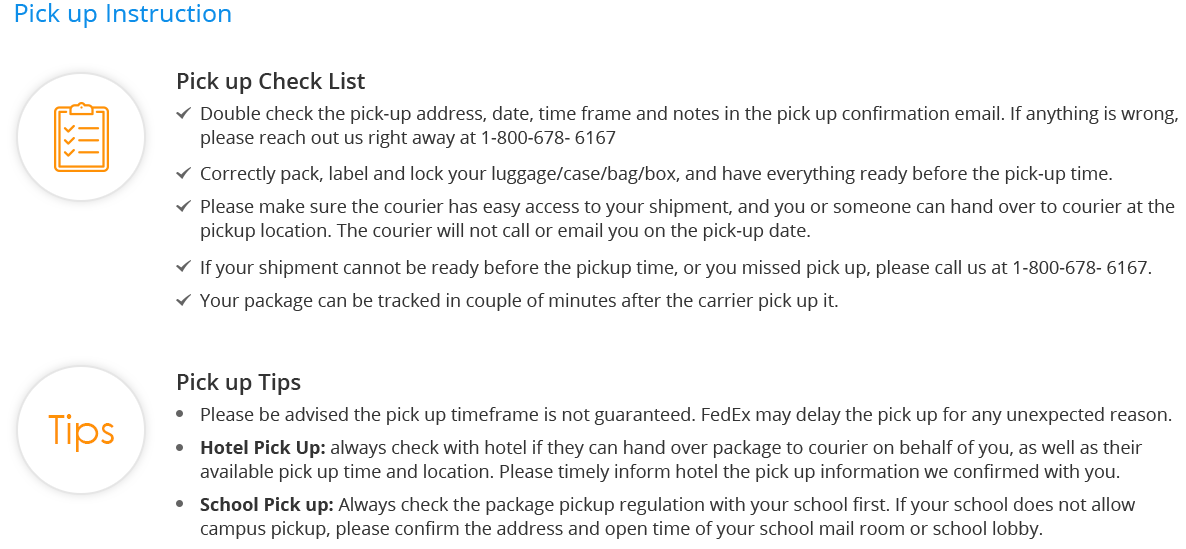 Pick up Instruction
Pick up Check List
Double check the pick-up address, date, time frame and notes in the pick up confirmation email. If anything is wrong,
please reach out us right away at 1-800-678- 6167
Correctly pack, label and lock your luggage/case/bag/box, and have everything ready before the pick-up time.
Please make sure the courier has easy access to your shipment, and you or someone can hand over to courier at the
pickup location. The courier will not call or email you on the pick-up date.
If your shipment cannot be ready before the pickup time, or you missed pick up, please call us at 1-800-678- 6167.
Your package can be tracked in couple of minutes after the carrier pick up it.
Tips
Pick up Tips
Please be advised the pick up timeframe is not guaranteed. FedEx may delay the pick up for any unexpected reason.
Hotel Pick Up: always check with hotel if they can hand over package to courier on behalf of you, as well as their
available pick up time and location. Please timely inform hotel the pick up information we confirmed with you.
School Pick up: Always check the package pickup regulation with your school first. If your school does not allow
campus pickup, please confirm the address and open time of your school mail room or school lobby.